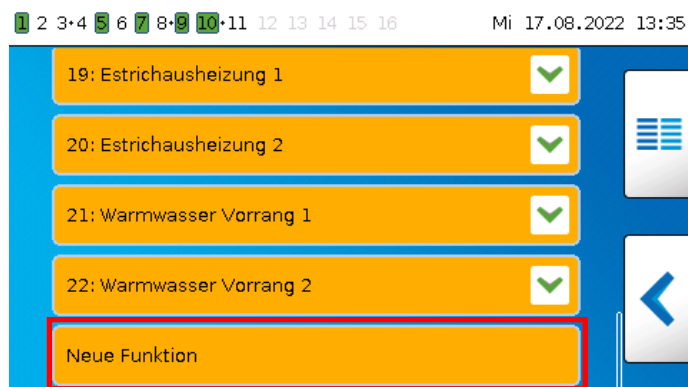 1 2 3+4 5 6 7 8+9 10+11 12 13 14 15 16 Mi 17.08.2022 13:35
19: Estrichausheizung 1
20: Estrichausheizung 2
21: Warmwasser Vorrang 1
22: Warmwasser Vorrang 2
Neue Funktion